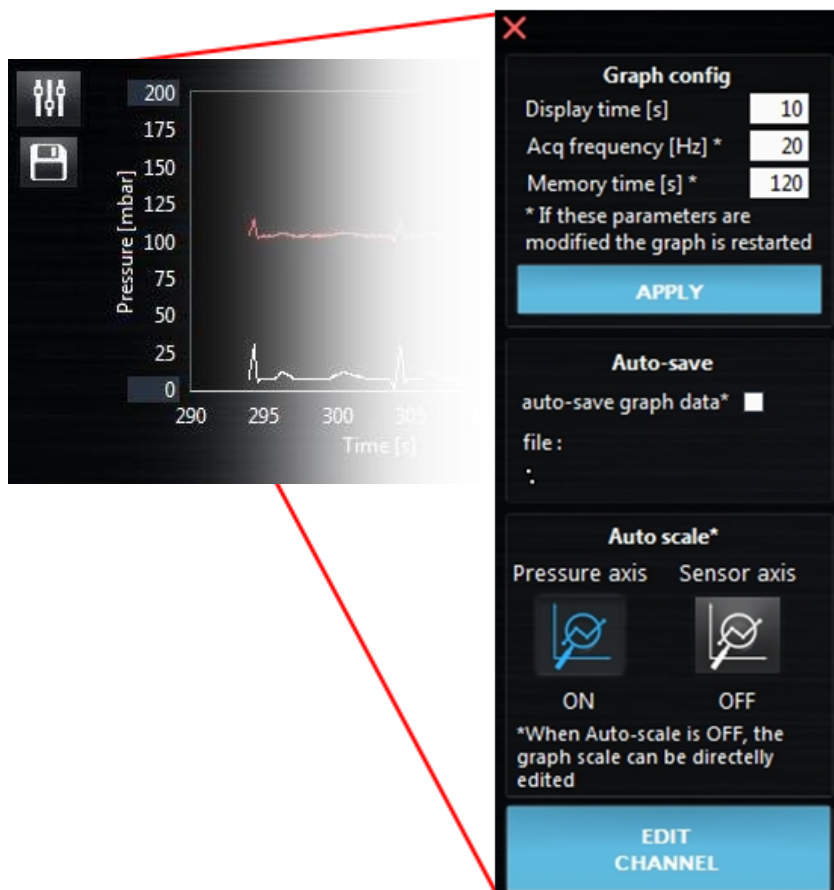 200
175
150
125
100
75
50
25
0
Pressure [mbar]
290 295 300 305
Time [s]
Graph config
Display time [s] 10
Acq frequency [Hz] * 20
Memory time [s] * 120
* If these parameters are
modified the graph is restarted
APPLY
Auto-save
auto-save graph data*
file :
:.
Auto scale*
Pressure axis Sensor axis
ON OFF
*When Auto-scale is OFF, the
graph scale can be directelly
edited
EDIT
CHANNEL